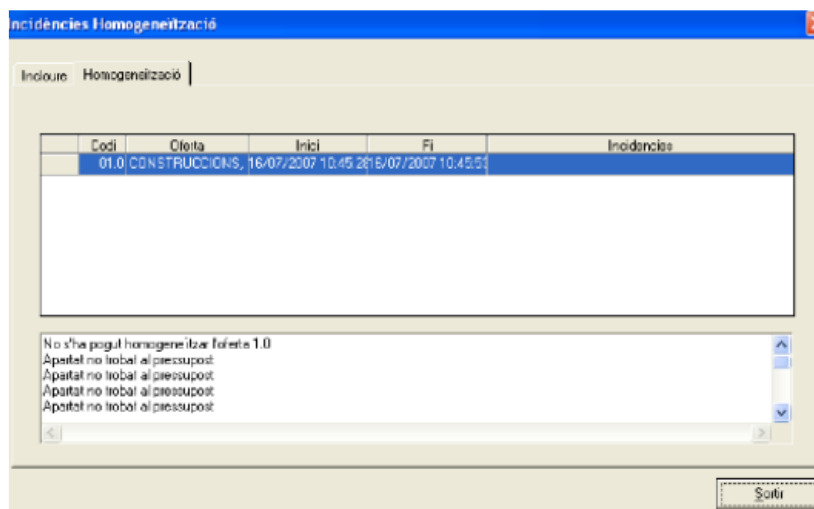 Incidències Homogeneïtzació
Incloure Homogeneïtzació
Codi Oferta Inici Fi Incidencies
01.0 CONSTRUCCIONS, 16/07/2007 10:45:28 16/07/2007 10:45:53
No s'ha pogut homogeneïtzar l'oferta 1.0
Apartat no trobat al pressupost
Apartat no trobat al pressupost
Apartat no trobat al pressupost
Apartat no trobat al pressupost
Sortir